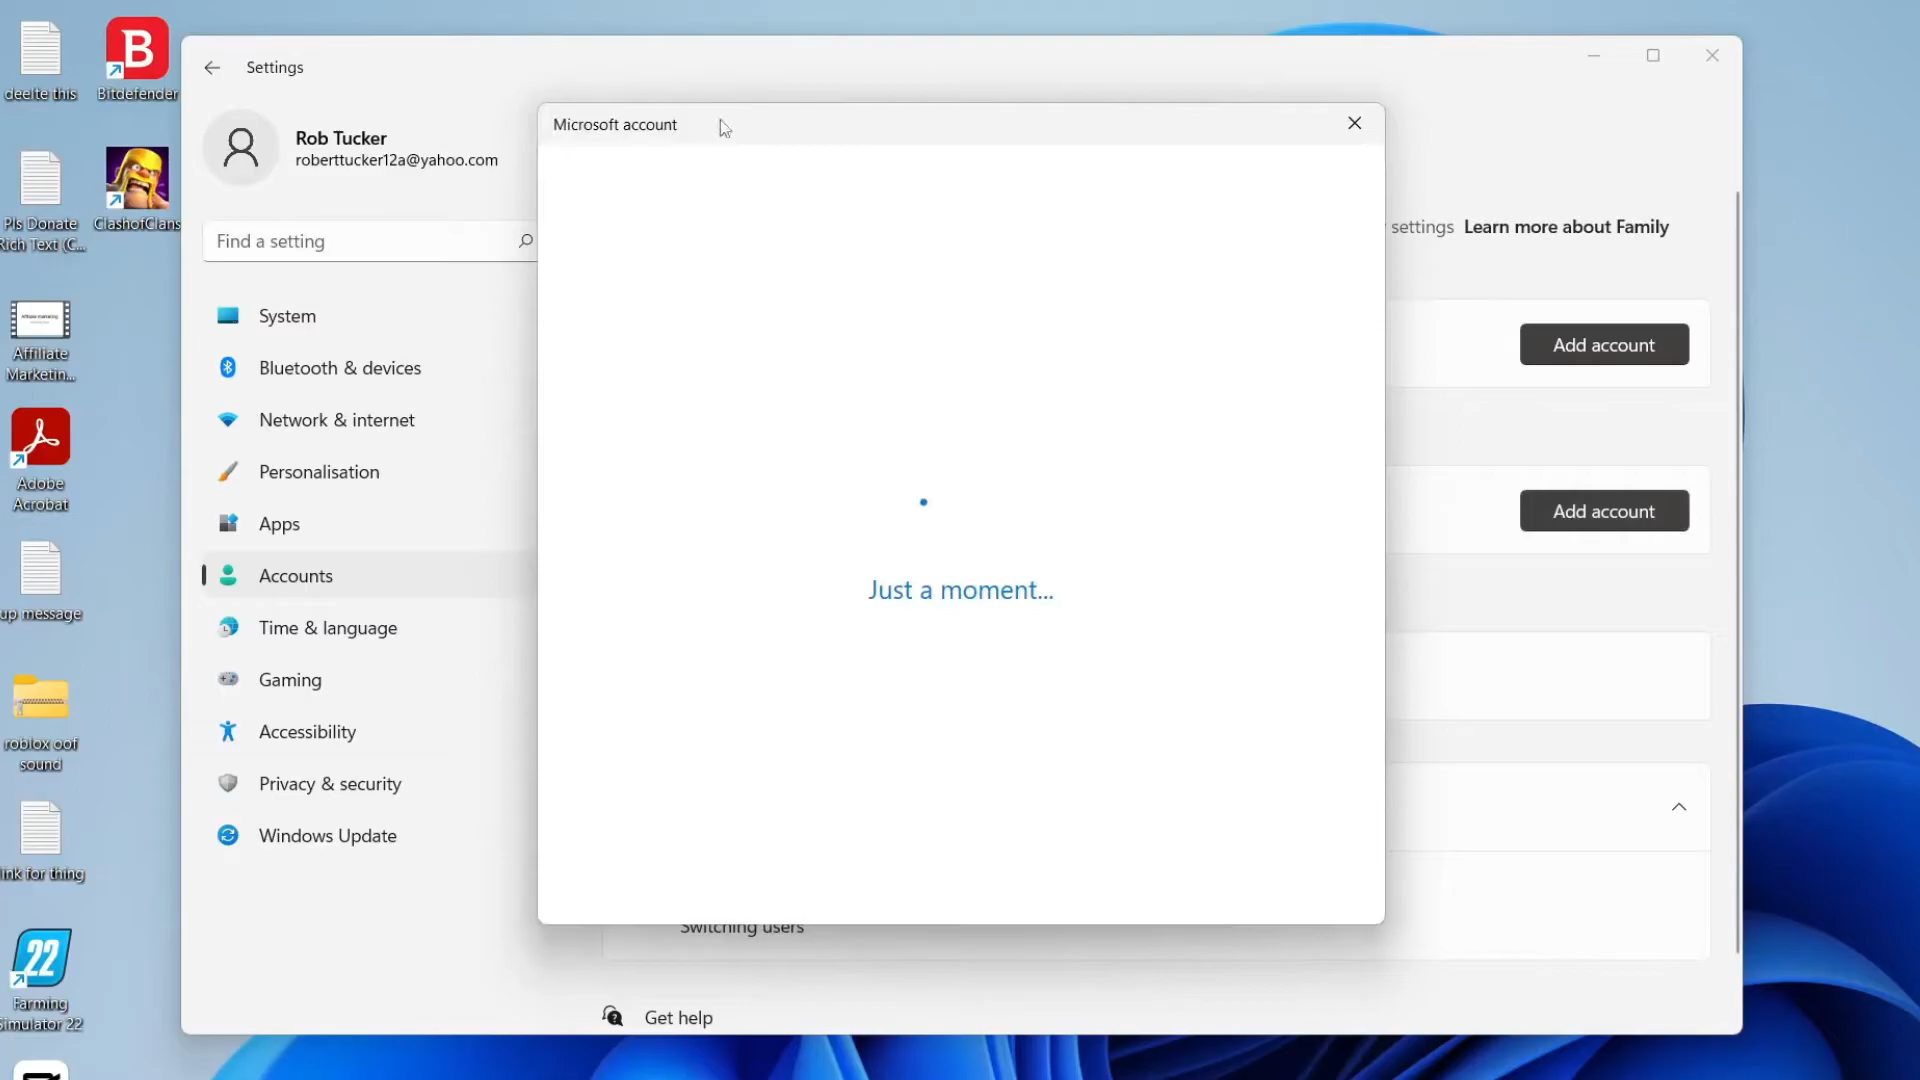 deelte this
Bitdefender
Pls Donate
Rich Text (C...
ClashofClans
Affiliate
Marketin...
Adobe
Acrobat
up message
roblox oof
sound
link for thing
22
Farming
Simulator 22
Settings
Rob Tucker
roberttucker12a@yahoo.com
Find a setting
System
Bluetooth & devices
Network & internet
Personalisation
Apps
Accounts
Time & language
Gaming
Accessibility
Privacy & security
Windows Update
Microsoft account
Just a moment...
settings Learn more about Family
Add account
Add account
Switching users
Get help